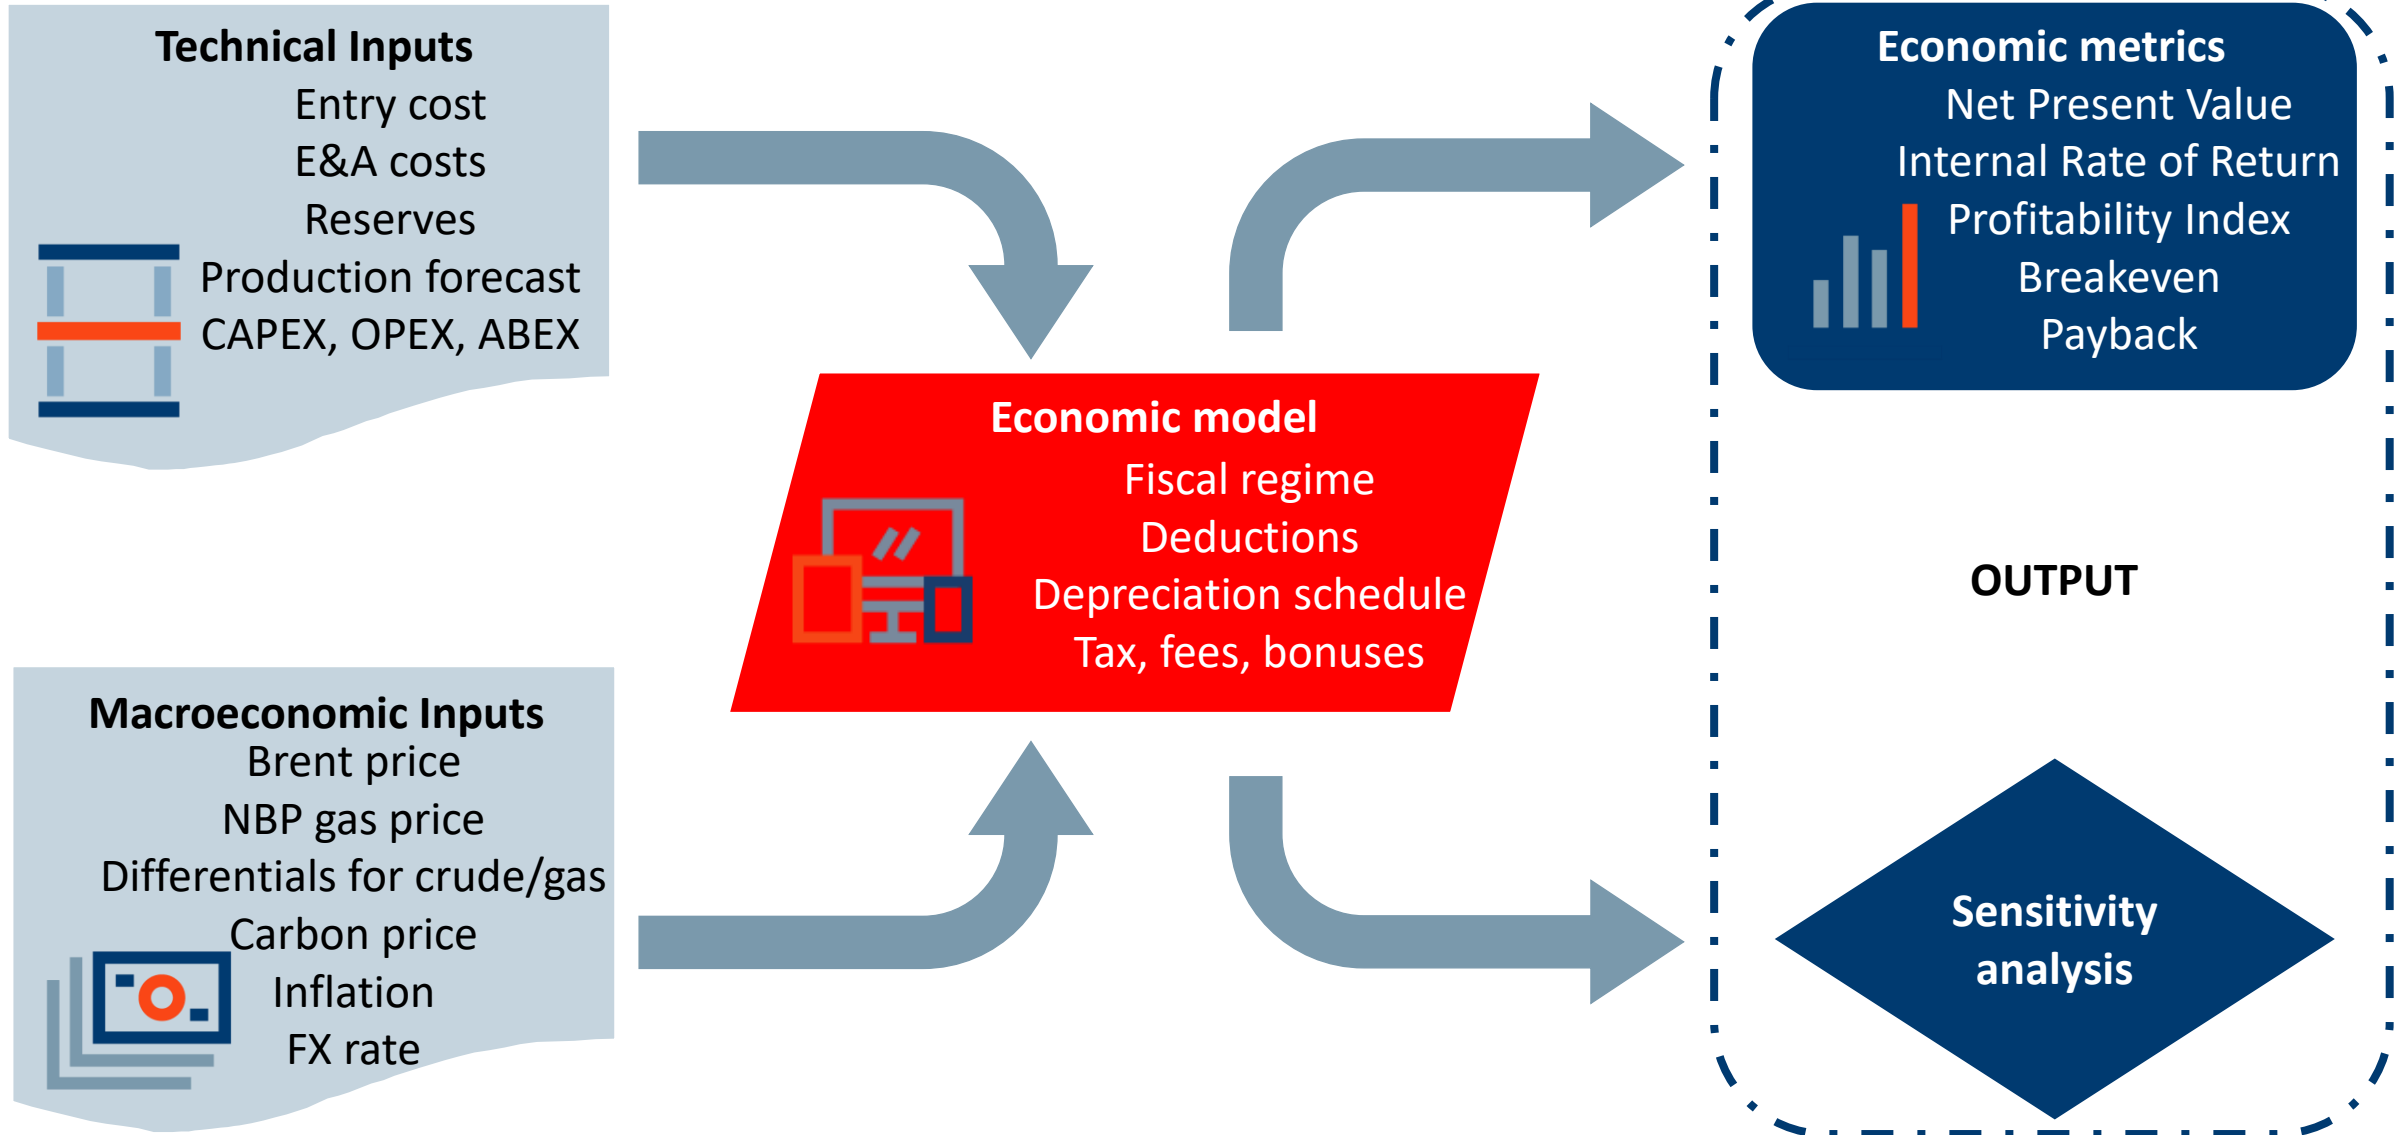 Technical Inputs
Entry cost
E&A costs
Reserves
Production forecast
CAPEX, OPEX, ABEX
Macroeconomic Inputs
Brent price
NBP gas price
Differentials for crude/gas
Carbon price
Inflation
FX rate
Economic model
Fiscal regime
Deductions
Depreciation schedule
Tax, fees, bonuses
Economic metrics
Net Present Value
Internal Rate of Return
Profitability Index
Breakeven
Payback
OUTPUT
Sensitivity
analysis